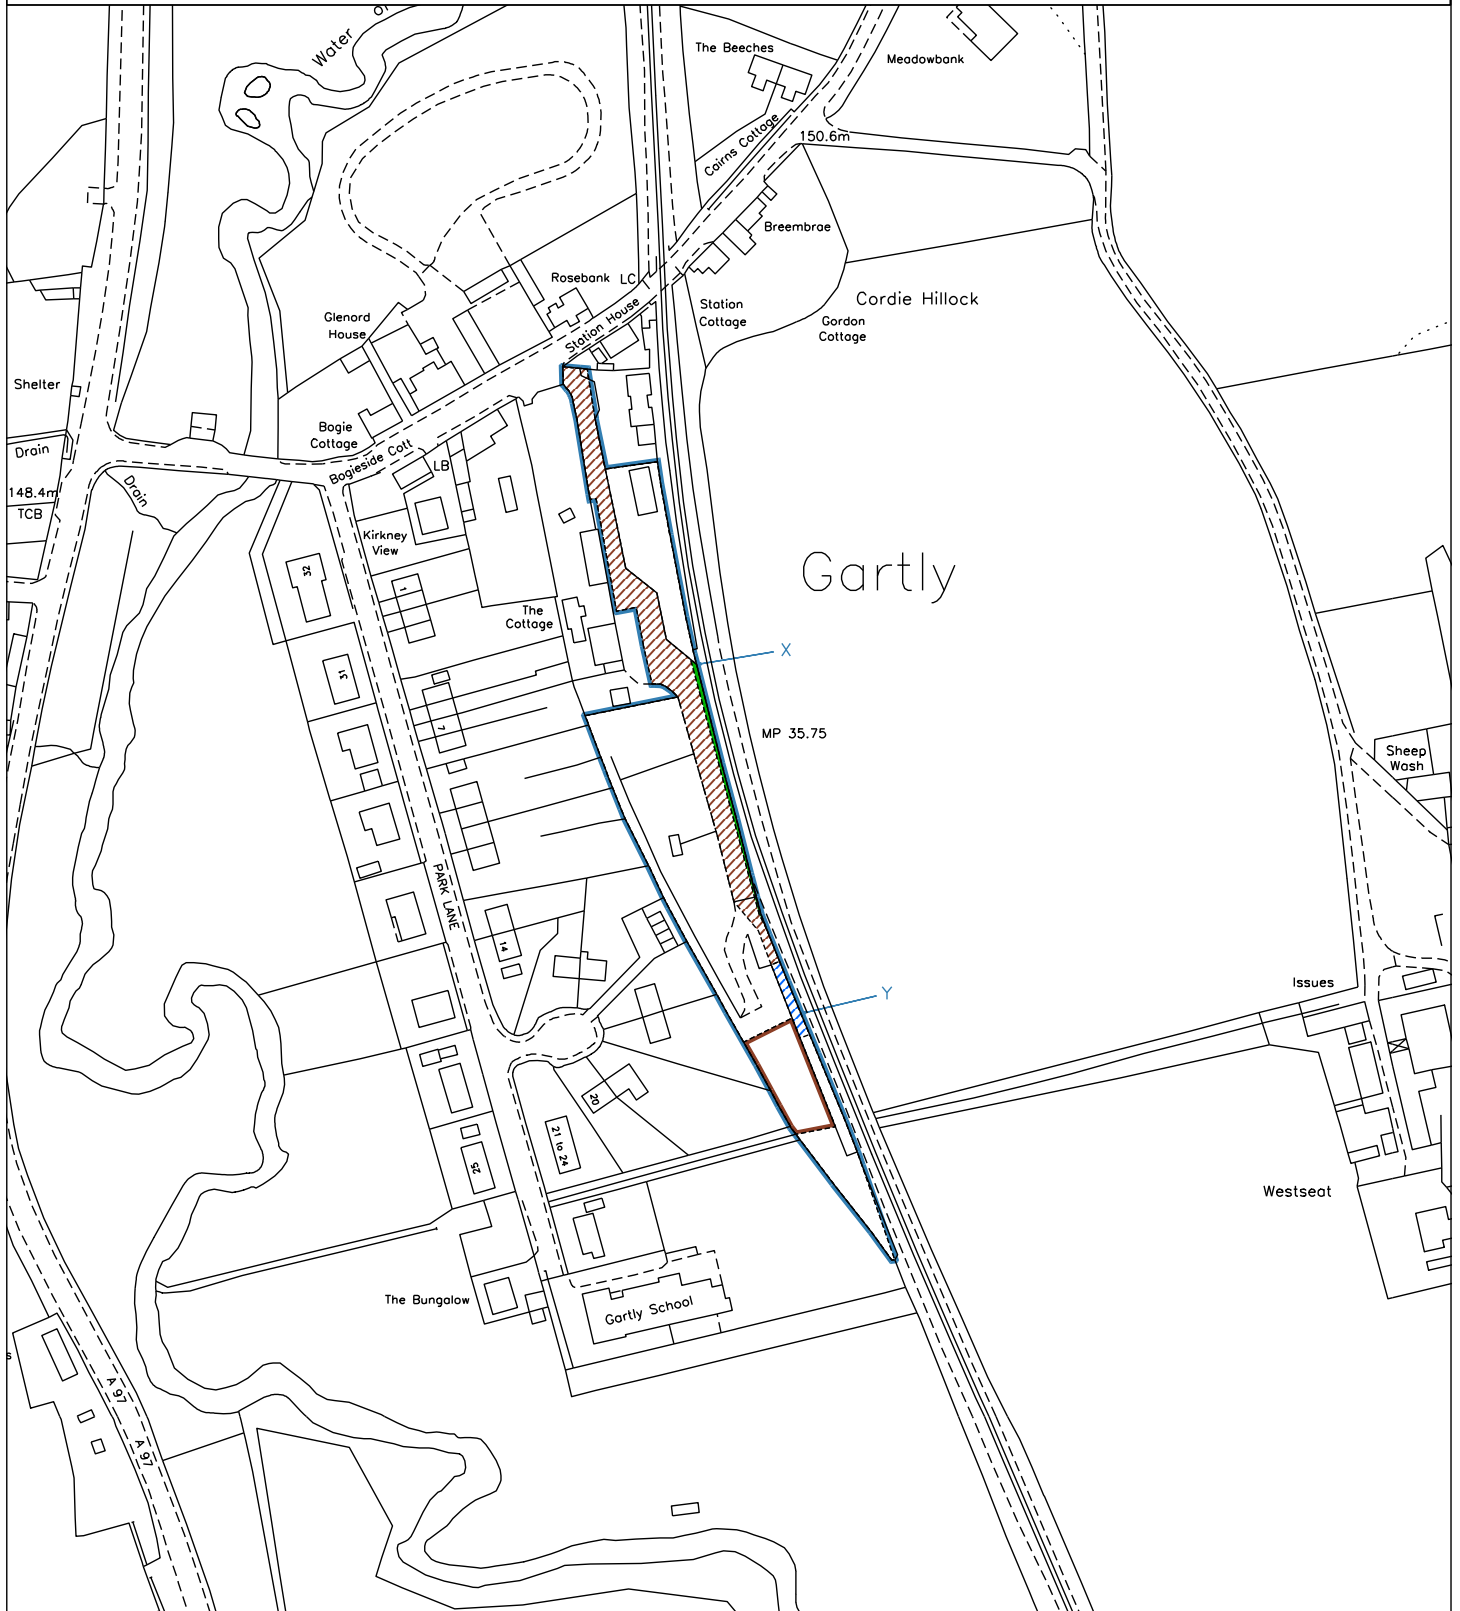 Water
The Beeches
Meadowbank
Cairns Cottage
150.6m
Breembrae
Rosebank
LC
Station House
Station
Cottage
Cordie Hillock
Gordon
Cottage
Glenord
House
Shelter
Bogie
Cottage
Bogieside Cott
LB
Drain
148.4m
TCB
Drain
Kirkney
View
32
1
The
Cottage
Gartly
X
31
7
MP 35.75
Sheep
Wash
PARK LANE
14
Issues
Y
20
21 to 24
25
Westseat
The Bungalow
Gartly School
s
A 97
A 97